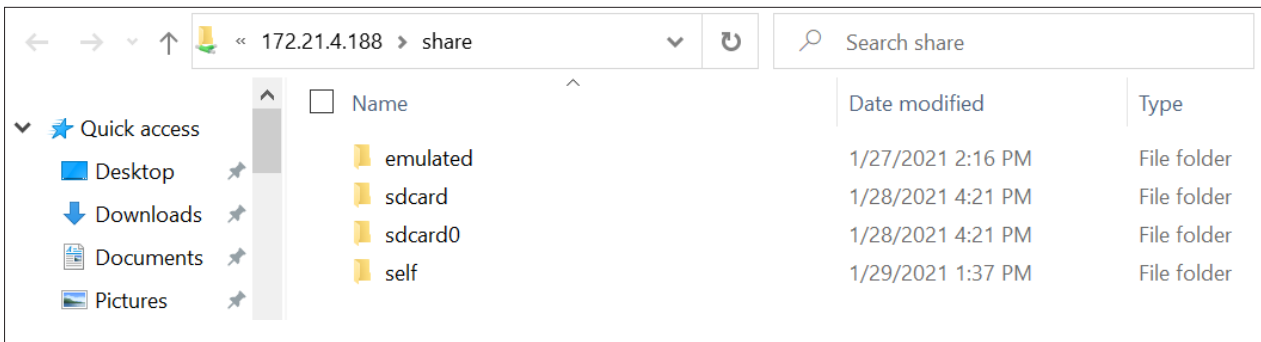 « 172.21.4.188 > share Search share
Name Date modified Type
Quick access
Desktop
Downloads
Documents
Pictures
emulated 1/27/2021 2:16 PM File folder
sdcard 1/28/2021 4:21 PM File folder
sdcard0 1/28/2021 4:21 PM File folder
self 1/29/2021 1:37 PM File folder